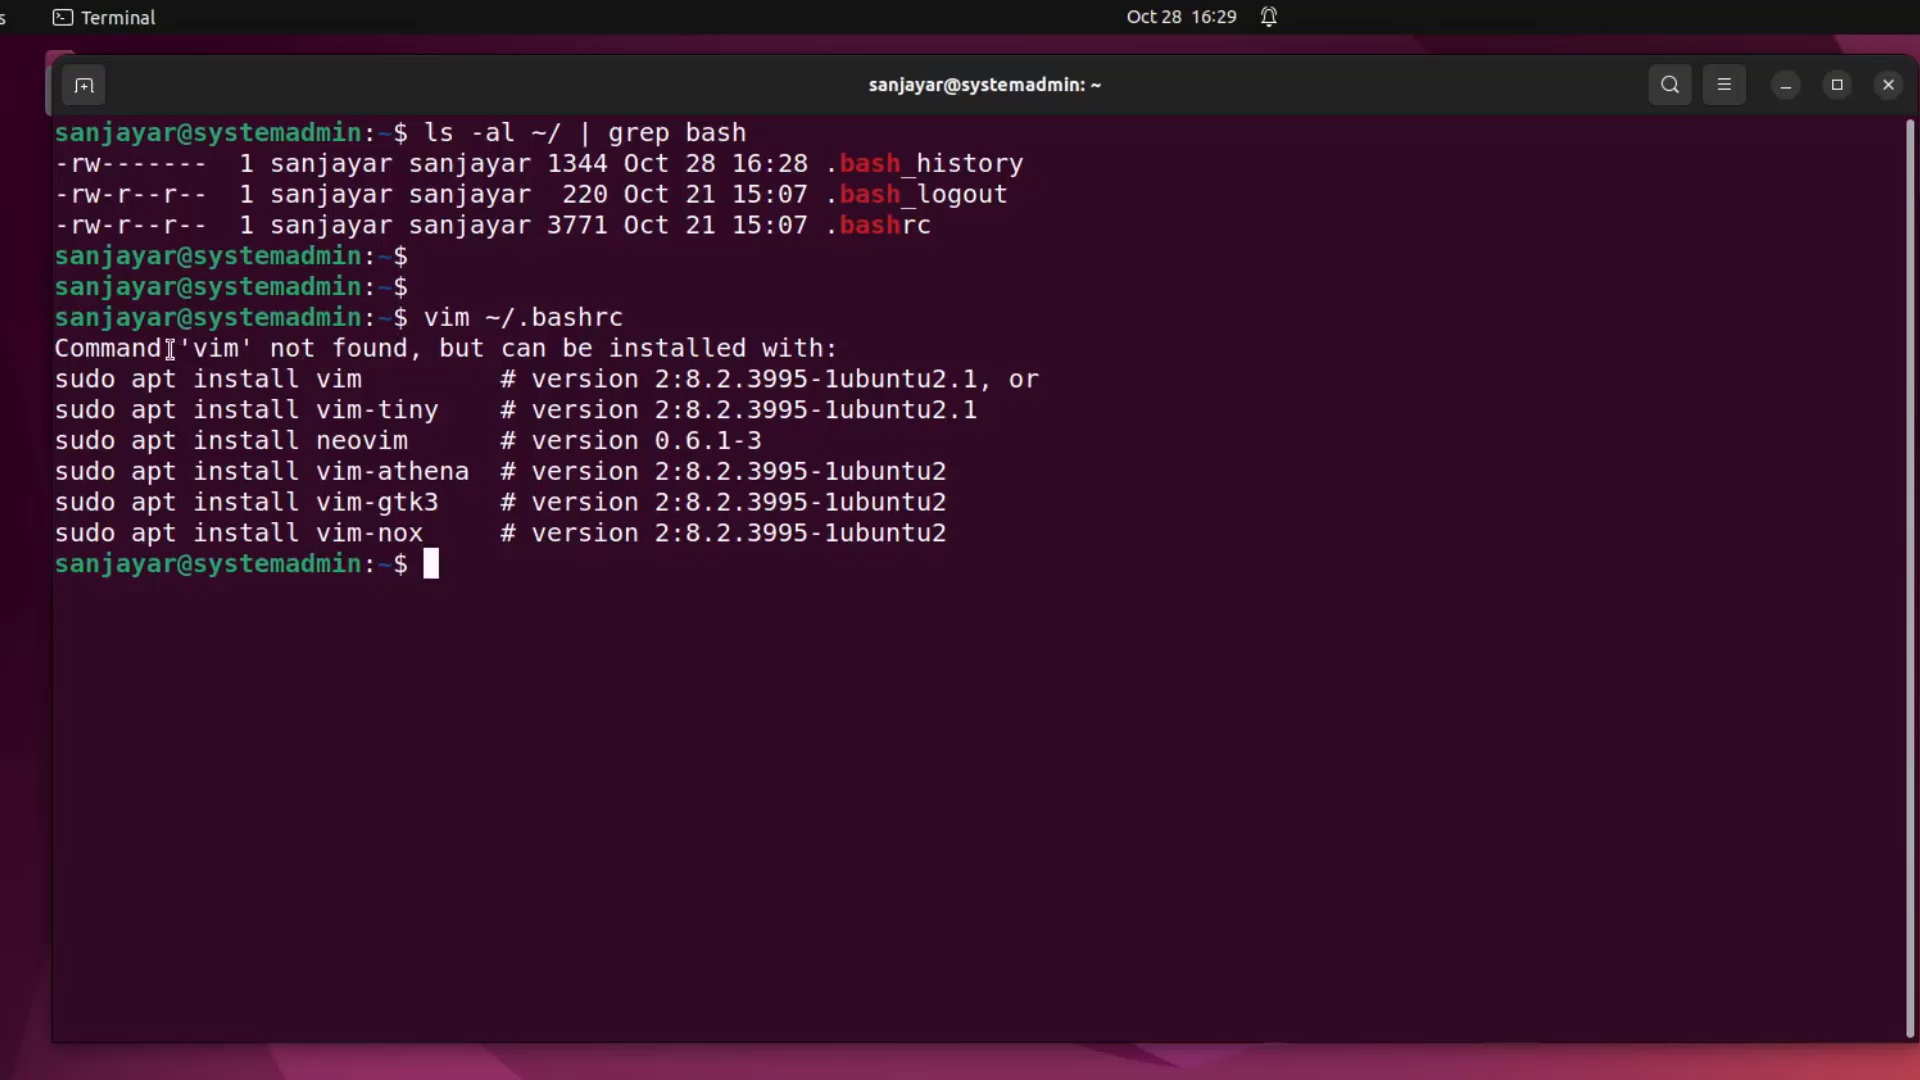 s Terminal Oct 28 16:29
sanjayar@systemadmin: ~
sanjayar@systemadmin:~$ ls -al ~/ | grep bash
-rw------- 1 sanjayar sanjayar 1344 Oct 28 16:28 .bash_history
-rw-r--r-- 1 sanjayar sanjayar  220 Oct 21 15:07 .bash_logout
-rw-r--r-- 1 sanjayar sanjayar 3771 Oct 21 15:07 .bashrc
sanjayar@systemadmin:~$
sanjayar@systemadmin:~$
sanjayar@systemadmin:~$ vim ~/.bashrc
Command 'vim' not found, but can be installed with:
sudo apt install vim         # version 2:8.2.3995-1ubuntu2.1, or
sudo apt install vim-tiny    # version 2:8.2.3995-1ubuntu2.1
sudo apt install neovim      # version 0.6.1-3
sudo apt install vim-athena  # version 2:8.2.3995-1ubuntu2
sudo apt install vim-gtk3    # version 2:8.2.3995-1ubuntu2
sudo apt install vim-nox     # version 2:8.2.3995-1ubuntu2
sanjayar@systemadmin:~$